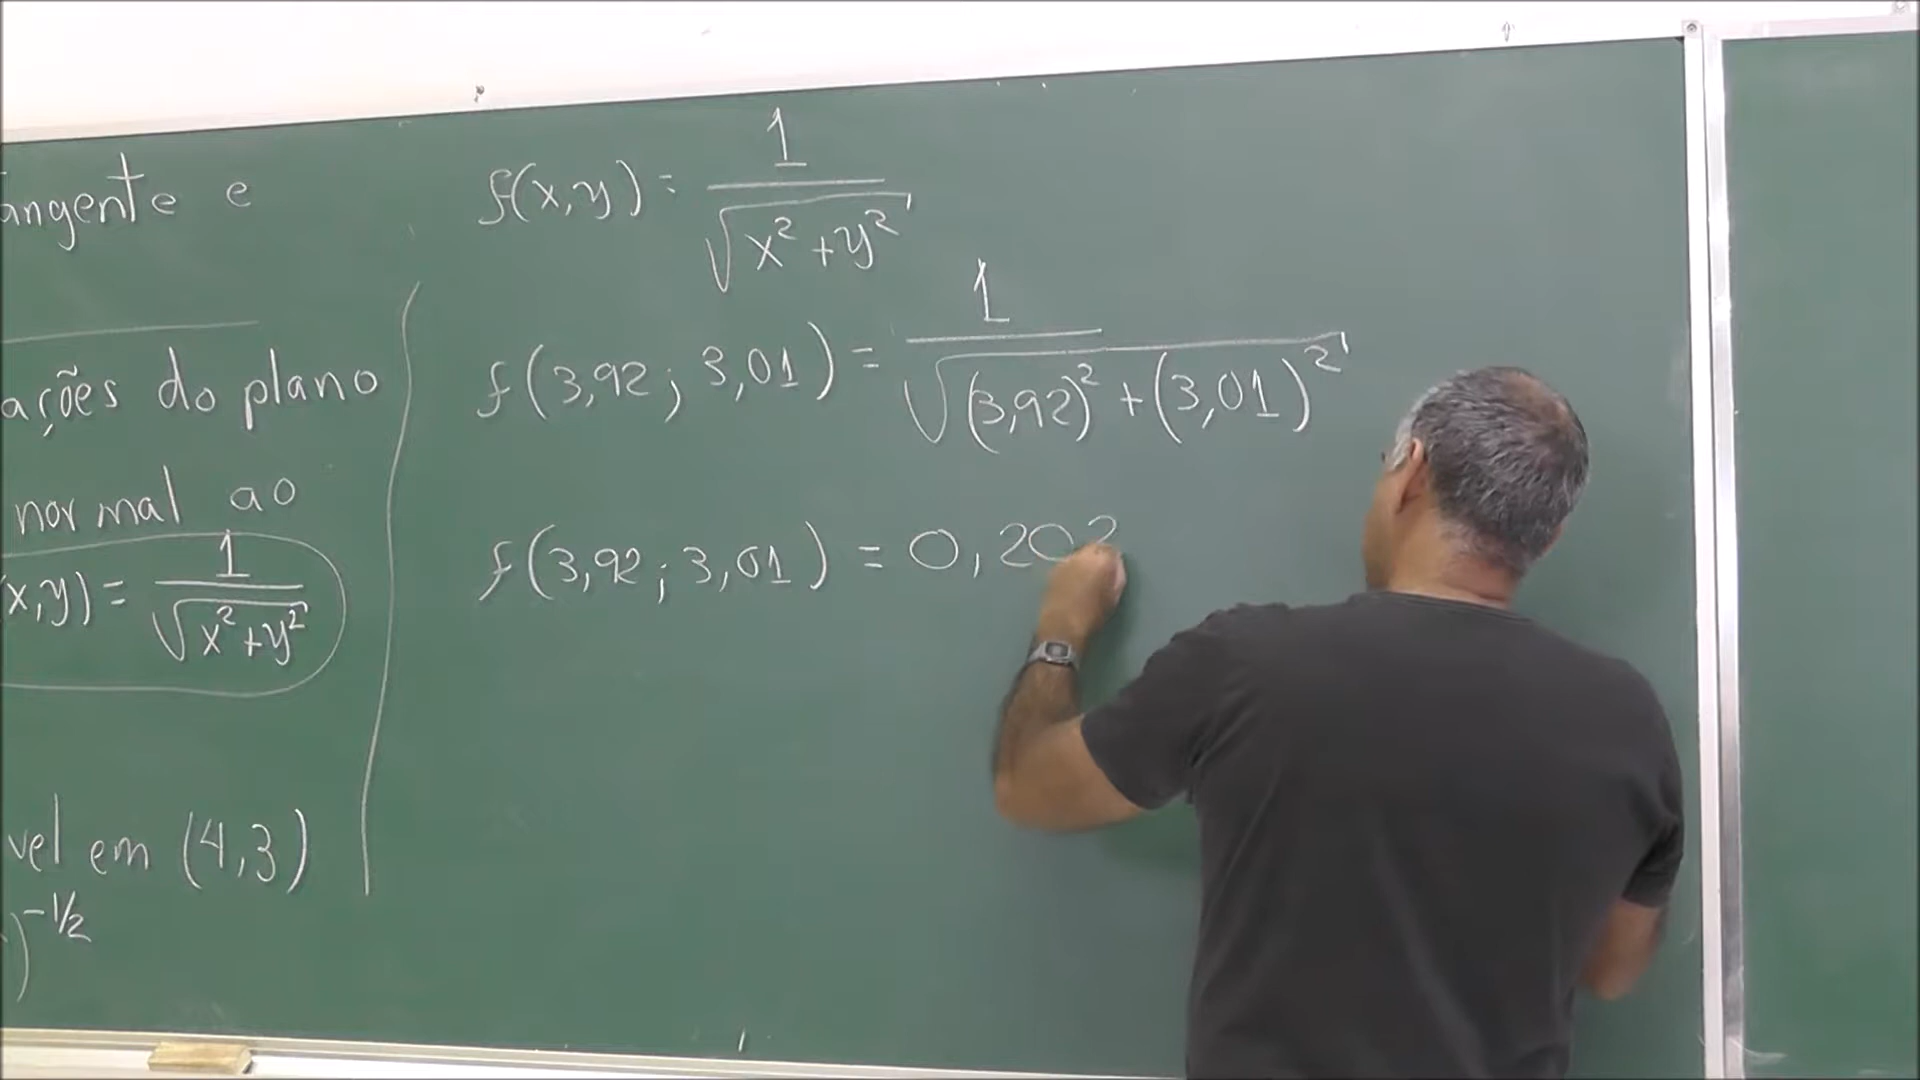 angente e
ações do plano
normal ao
x,y) = 1/√(x²+y²)
vel em (4,3)
)^(-1/2)
f(x,y) = 1/√(x²+y²)
f(3,92; 3,01) = 1/√((3,92)²+(3,01)²)
f(3,92; 3,01) = 0,202